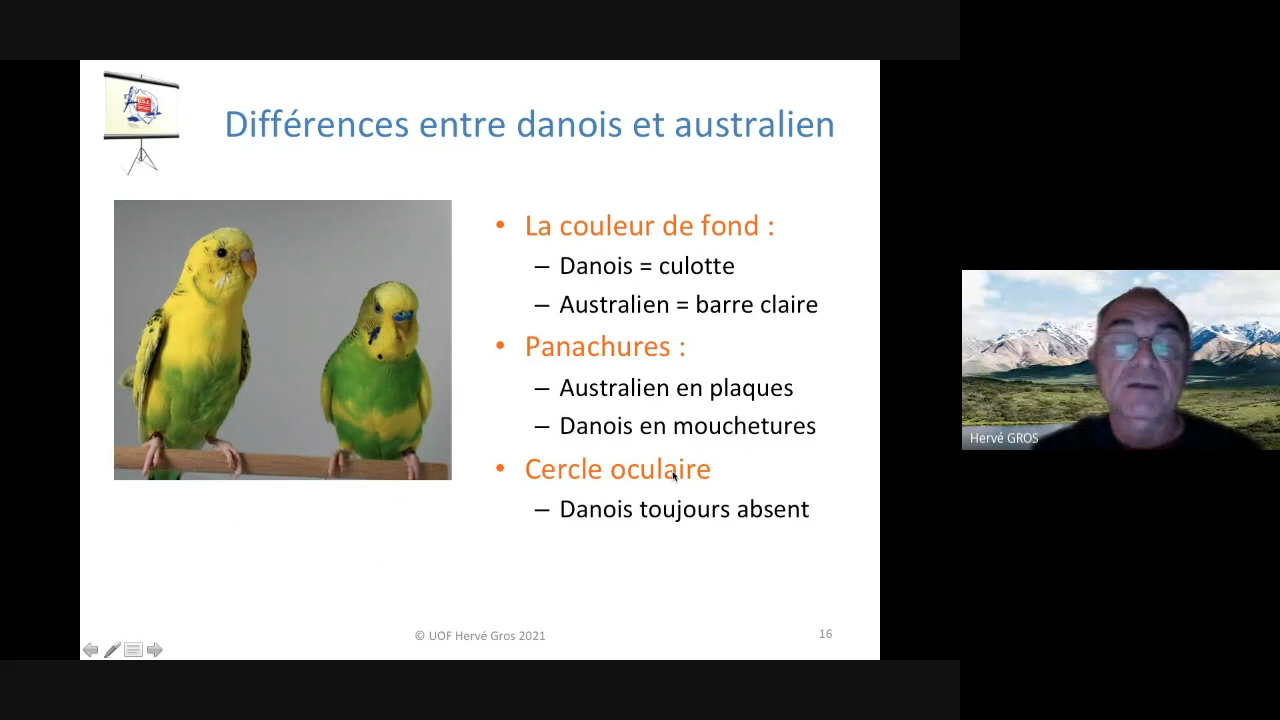 Différences entre danois et australien
• La couleur de fond :
– Danois = culotte
– Australien = barre claire
• Panachures :
– Australien en plaques
– Danois en mouchetures
• Cercle oculaire
– Danois toujours absent
Hervé GROS
© UOF Hervé Gros 2021
16